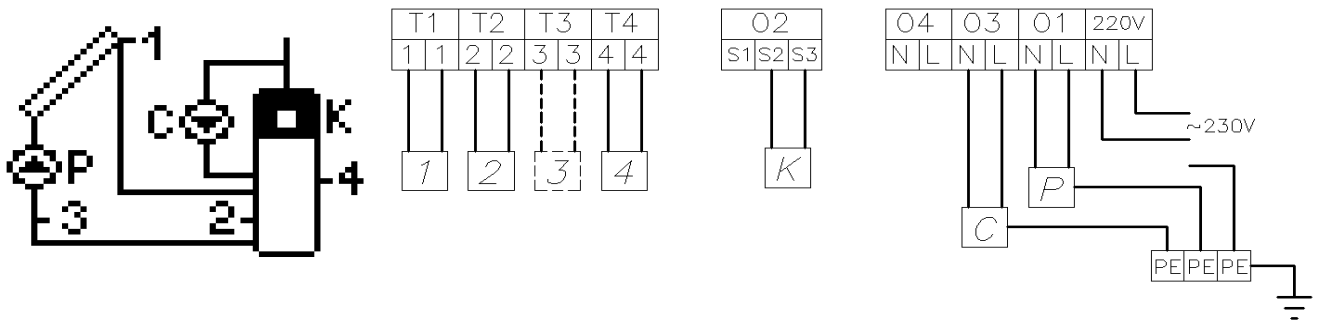 T1 T2 T3 T4
1 1 2 2 3 3 4 4
1 2 3 4
O2
S1 S2 S3
K
O4 O3 O1 220V
N L N L N L N L
~230V
P
C
PE PE PE
1
C K
P 4
3 2